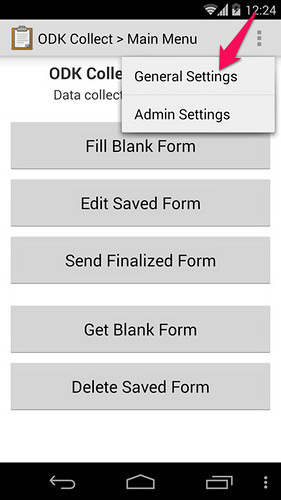 12:24
ODK Collect > Main Menu
General Settings
Admin Settings
ODK Colle
Data collect
Fill Blank Form
Edit Saved Form
Send Finalized Form
Get Blank Form
Delete Saved Form